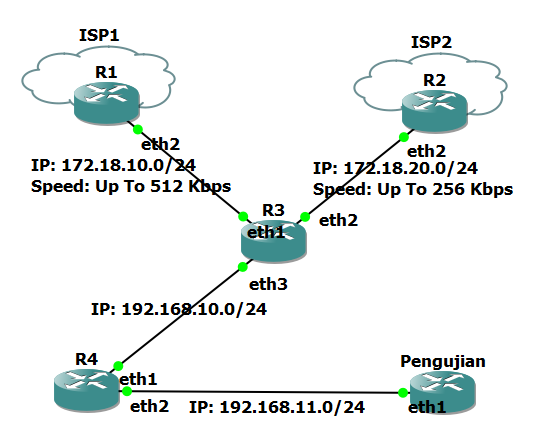 ISP1
ISP2
R1
R2
eth2
eth2
IP: 172.18.10.0/24
Speed: Up To 512 Kbps
IP: 172.18.20.0/24
Speed: Up To 256 Kbps
R3
eth1
eth2
eth3
IP: 192.168.10.0/24
R4
eth1
eth2
IP: 192.168.11.0/24
Pengujian
eth1